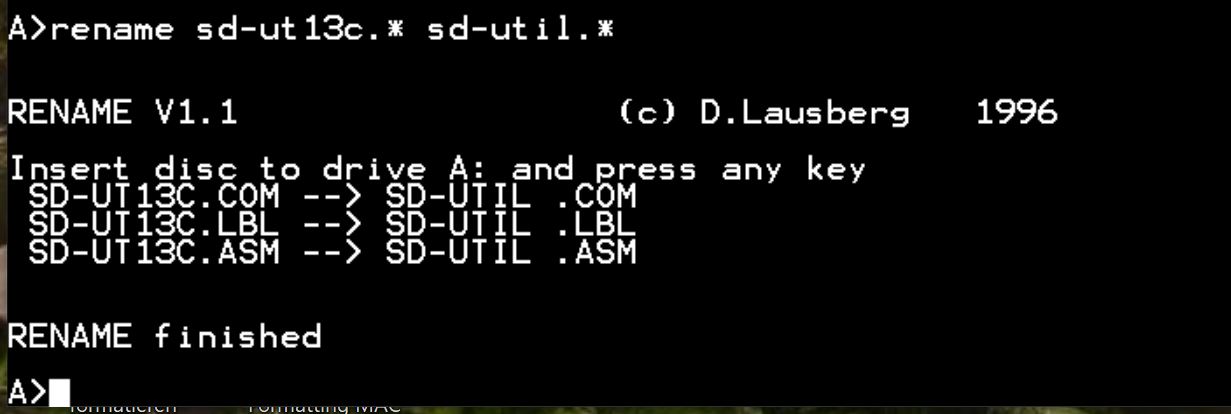 A>rename sd-ut13c.* sd-util.*
RENAME V1.1 (c) D.Lausberg 1996
Insert disc to drive A: and press any key
SD-UT13C.COM --> SD-UTIL .COM
SD-UT13C.LBL --> SD-UTIL .LBL
SD-UT13C.ASM --> SD-UTIL .ASM
RENAME finished
A>
formatieren Formatting MAC